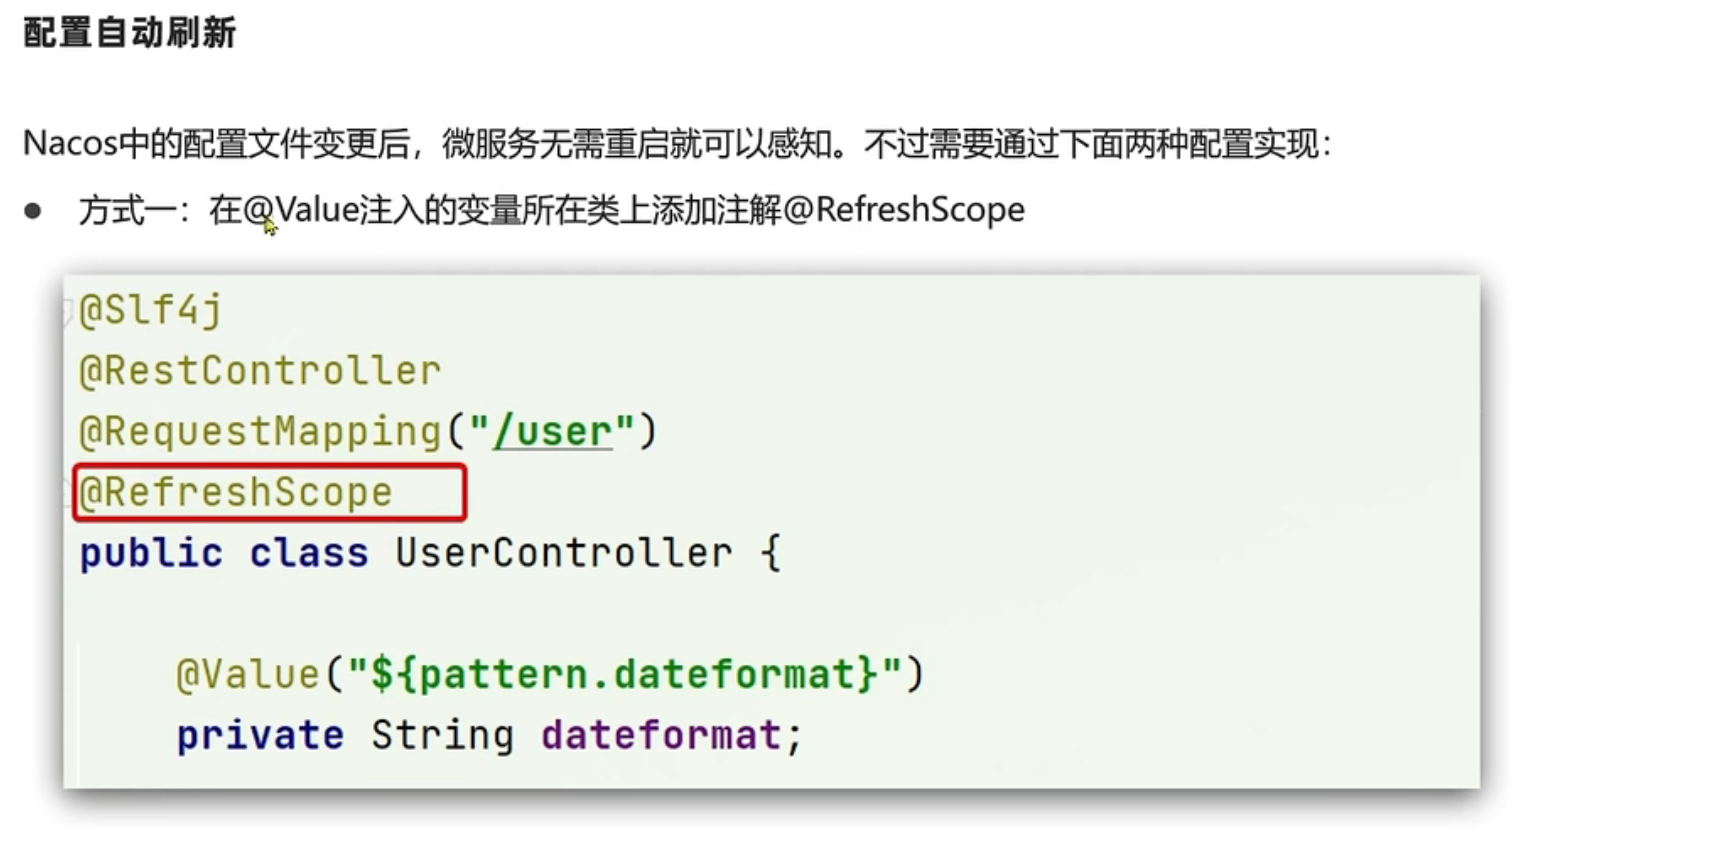 配置自动刷新
Nacos中的配置文件变更后，微服务无需重启就可以感知。不过需要通过下面两种配置实现：
● 方式一：在@Value注入的变量所在类上添加注解@RefreshScope
@Slf4j
@RestController
@RequestMapping("/user")
@RefreshScope
public class UserController {
@Value("${pattern.dateformat}")
private String dateformat;